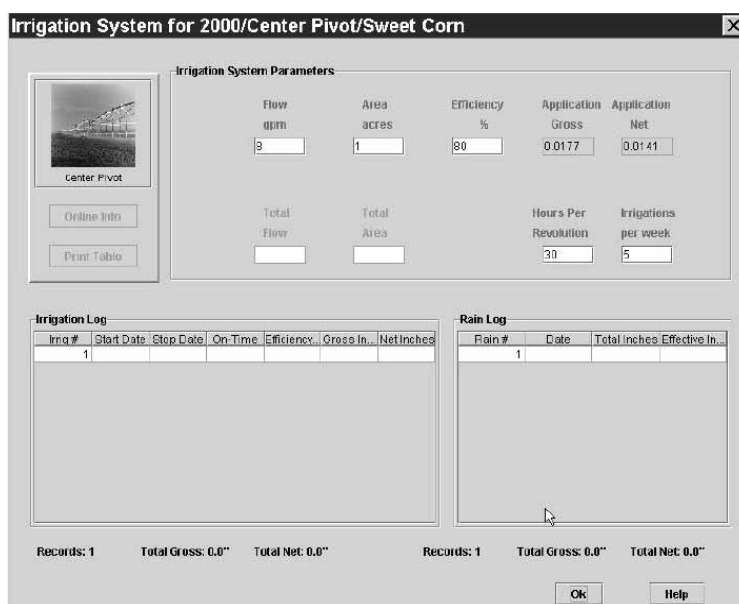 Irrigation System for 2000/Center Pivot/Sweet Corn
Irrigation System Parameters
Flow Area Efficiency Application Application
gpm acres % Gross Net
8 1 80 0.0177 0.0141
Center Pivot
Online Info
Print Table
Total Total Hours Per Irrigations
Flow Area Revolution per week
30 5
Irrigation Log
Irrig # Start Date Stop Date On-Time Efficiency... Gross In... Net Inches
1
Rain Log
Rain # Date Total Inches Effective In...
1
Records: 1 Total Gross: 0.0" Total Net: 0.0"
Records: 1 Total Gross: 0.0" Total Net: 0.0"
Ok Help